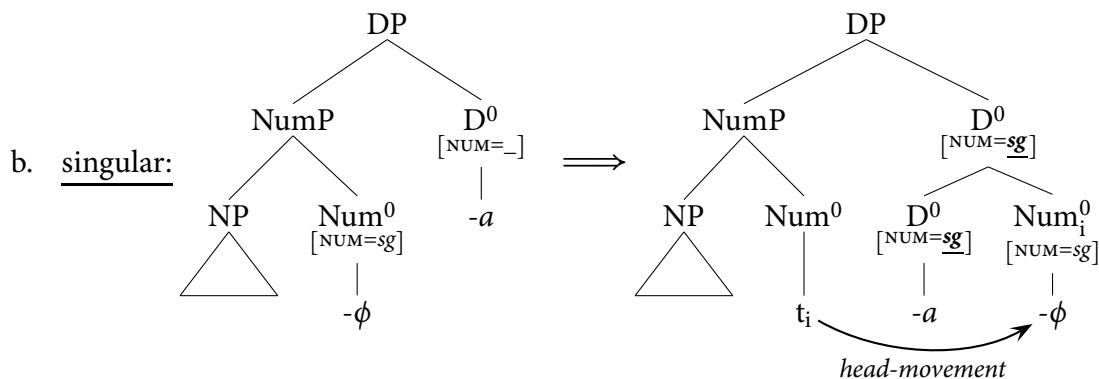 DP DP
NumP D⁰ NumP D⁰
[NUM=_] [NUM=sg]
b. singular: ⟹
NP Num⁰ -a NP Num⁰ D⁰ Numᵢ⁰
[NUM=sg] [NUM=sg] [NUM=sg]
-ϕ tᵢ -a -ϕ
head-movement